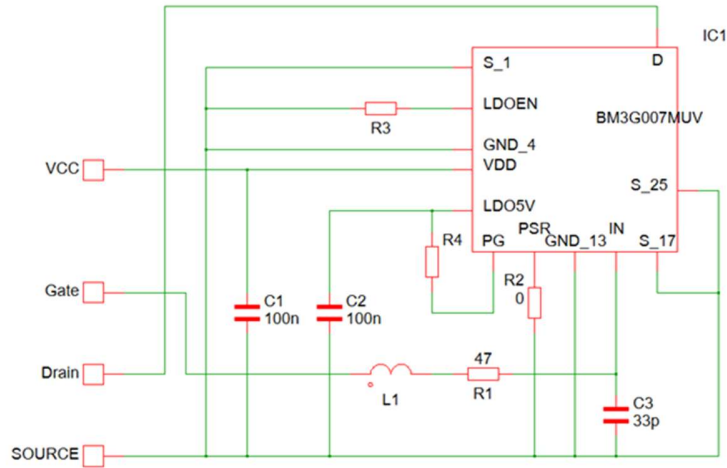 IC1
S_1
D
LDOEN
BM3G007MUV
R3
GND_4
VCC
VDD
S_25
LDO5V
PSR
IN
R4
PG
GND_13
S_17
R2
0
Gate
C1
100n
C2
100n
Drain
47
L1
R1
C3
33p
SOURCE